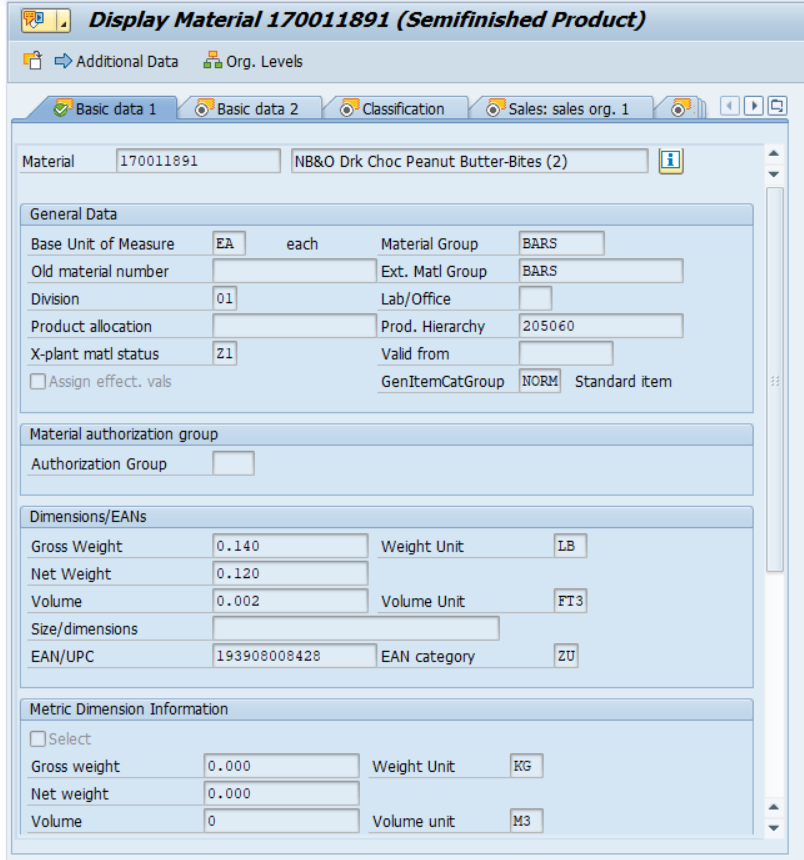 Display Material 170011891 (Semifinished Product)
Additional Data Org. Levels
Basic data 1 Basic data 2 Classification Sales: sales org. 1
Material 170011891 NB&O Drk Choc Peanut Butter-Bites (2)
General Data
Base Unit of Measure EA each Material Group BARS
Old material number Ext. Matl Group BARS
Division 01 Lab/Office
Product allocation Prod. Hierarchy 205060
X-plant matl status Z1 Valid from
Assign effect. vals GenItemCatGroup NORM Standard item
Material authorization group
Authorization Group
Dimensions/EANs
Gross Weight 0.140 Weight Unit LB
Net Weight 0.120
Volume 0.002 Volume Unit FT3
Size/dimensions
EAN/UPC 193908008428 EAN category ZU
Metric Dimension Information
Select
Gross weight 0.000 Weight Unit KG
Net weight 0.000
Volume 0 Volume unit M3